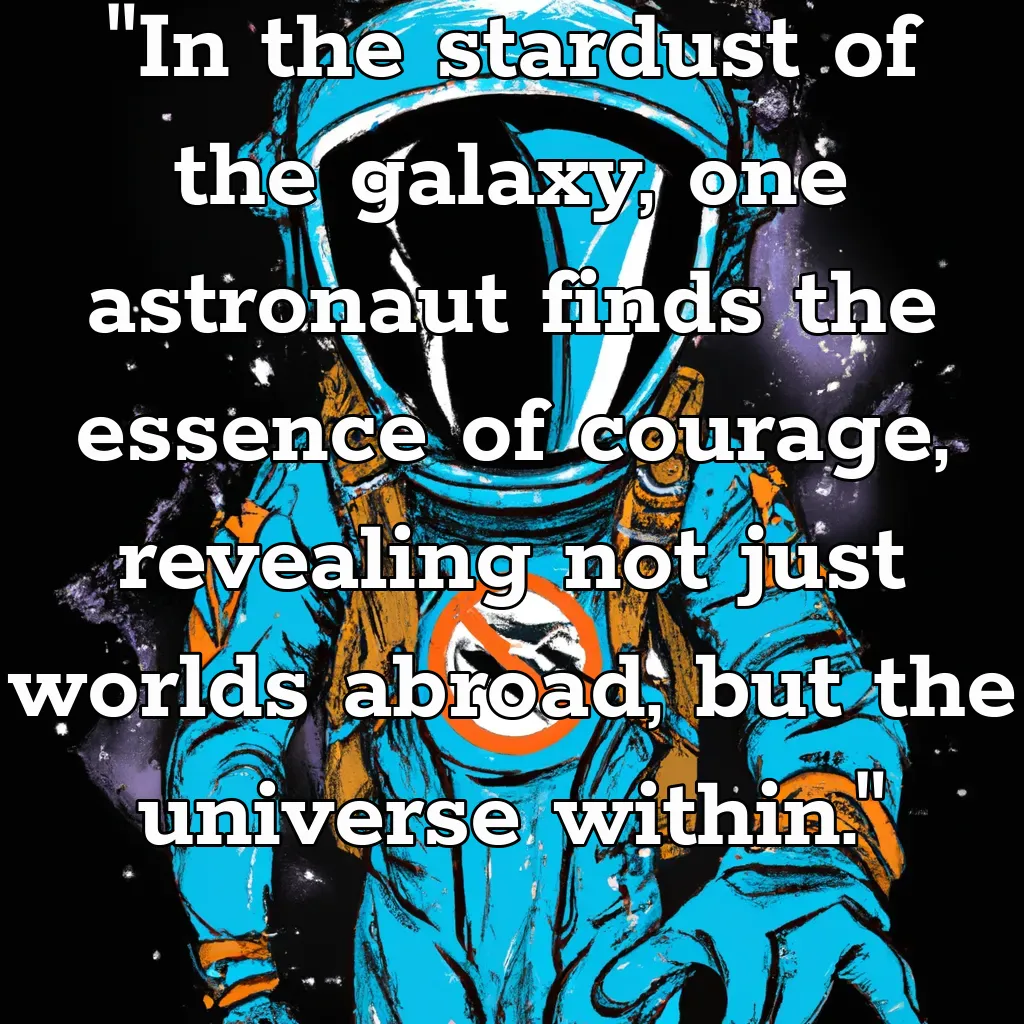 "In the stardust of
the galaxy, one
astronaut finds the
essence of courage,
revealing not just
worlds abroad, but the
universe within."